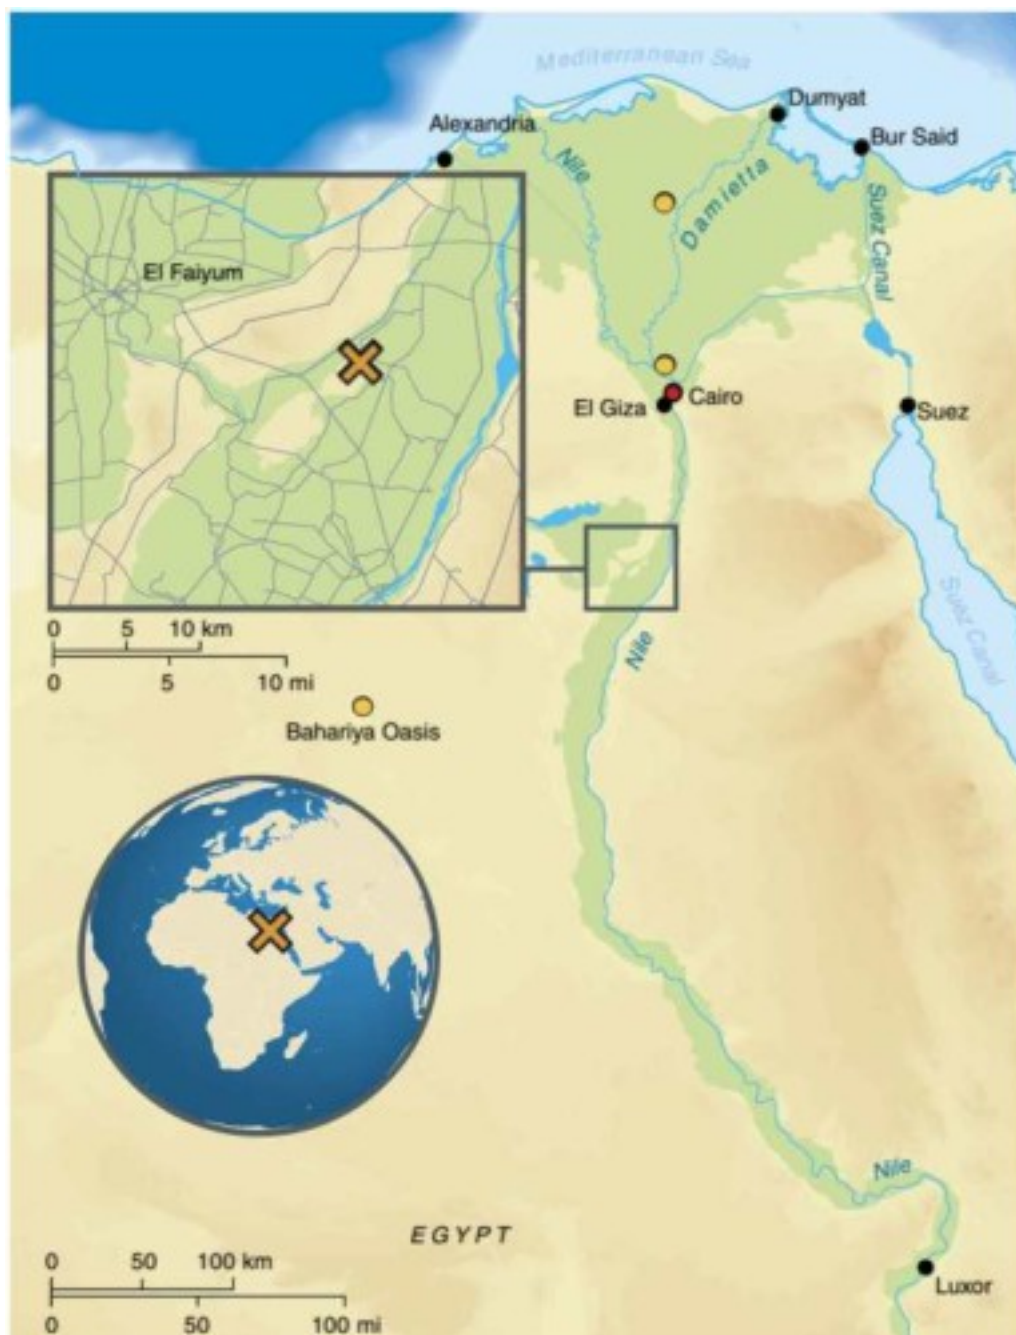 Mediterranean Sea
Dumyat
Alexandria
Bur Said
Nile
Damietta
Suez Canal
El Faiyum
El Giza
Cairo
Suez
Suez Canal
Nile
0 5 10 km
0 5 10 mi
Bahariya Oasis
Nile
EGYPT
0 50 100 km
0 50 100 mi
Luxor